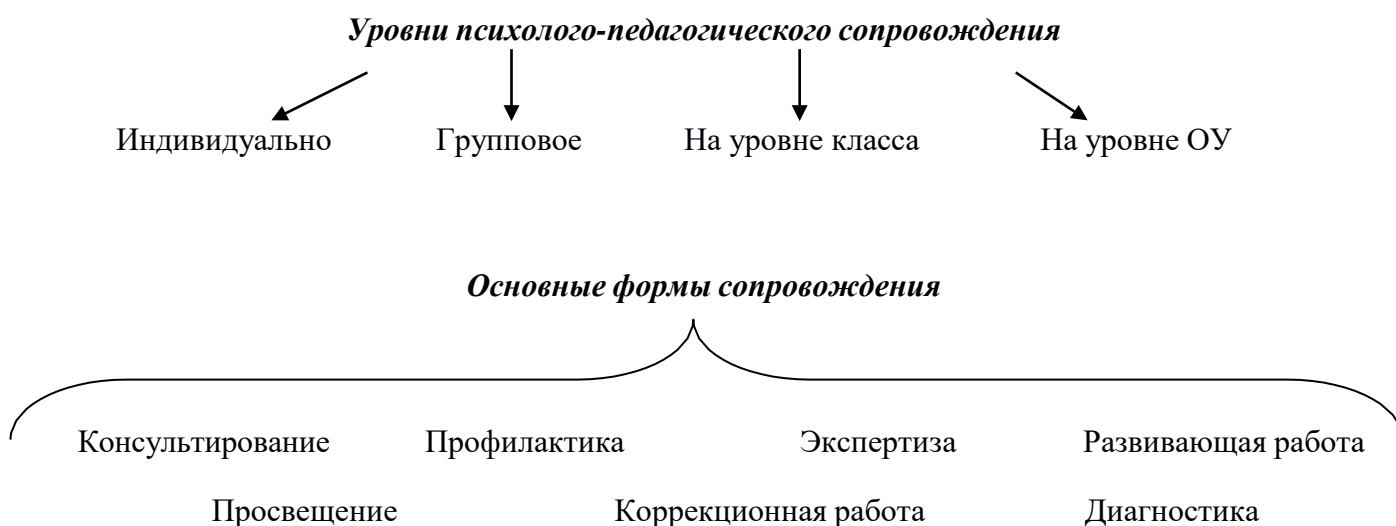 Уровни психолого-педагогического сопровождения
Индивидуально Групповое На уровне класса На уровне ОУ
Основные формы сопровождения
Консультирование Профилактика Экспертиза Развивающая работа
Просвещение Коррекционная работа Диагностика